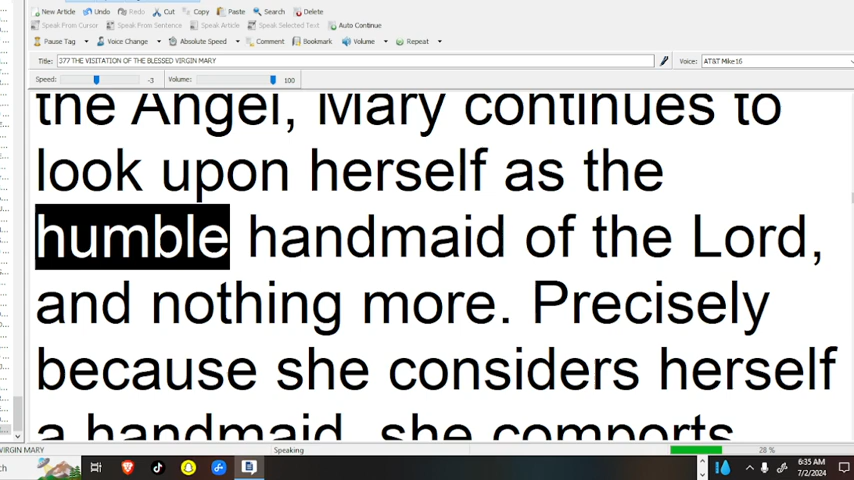 New Article Undo Redo Cut Copy Paste Search Delete
Speak From Cursor Speak From Sentence Speak Article Speak Selected Text Auto Continue
Pause Tag Voice Change Absolute Speed Comment Bookmark Volume Repeat
Title: 377 THE VISITATION OF THE BLESSED VIRGIN MARY Voice: AT&T Mike16
Speed: -3 Volume: 100
the Angel, Mary continues to
look upon herself as the
humble handmaid of the Lord,
and nothing more. Precisely
because she considers herself
a handmaid, she comports
VIRGIN MARY Speaking 28 %
ch 6:35 AM
7/2/2024